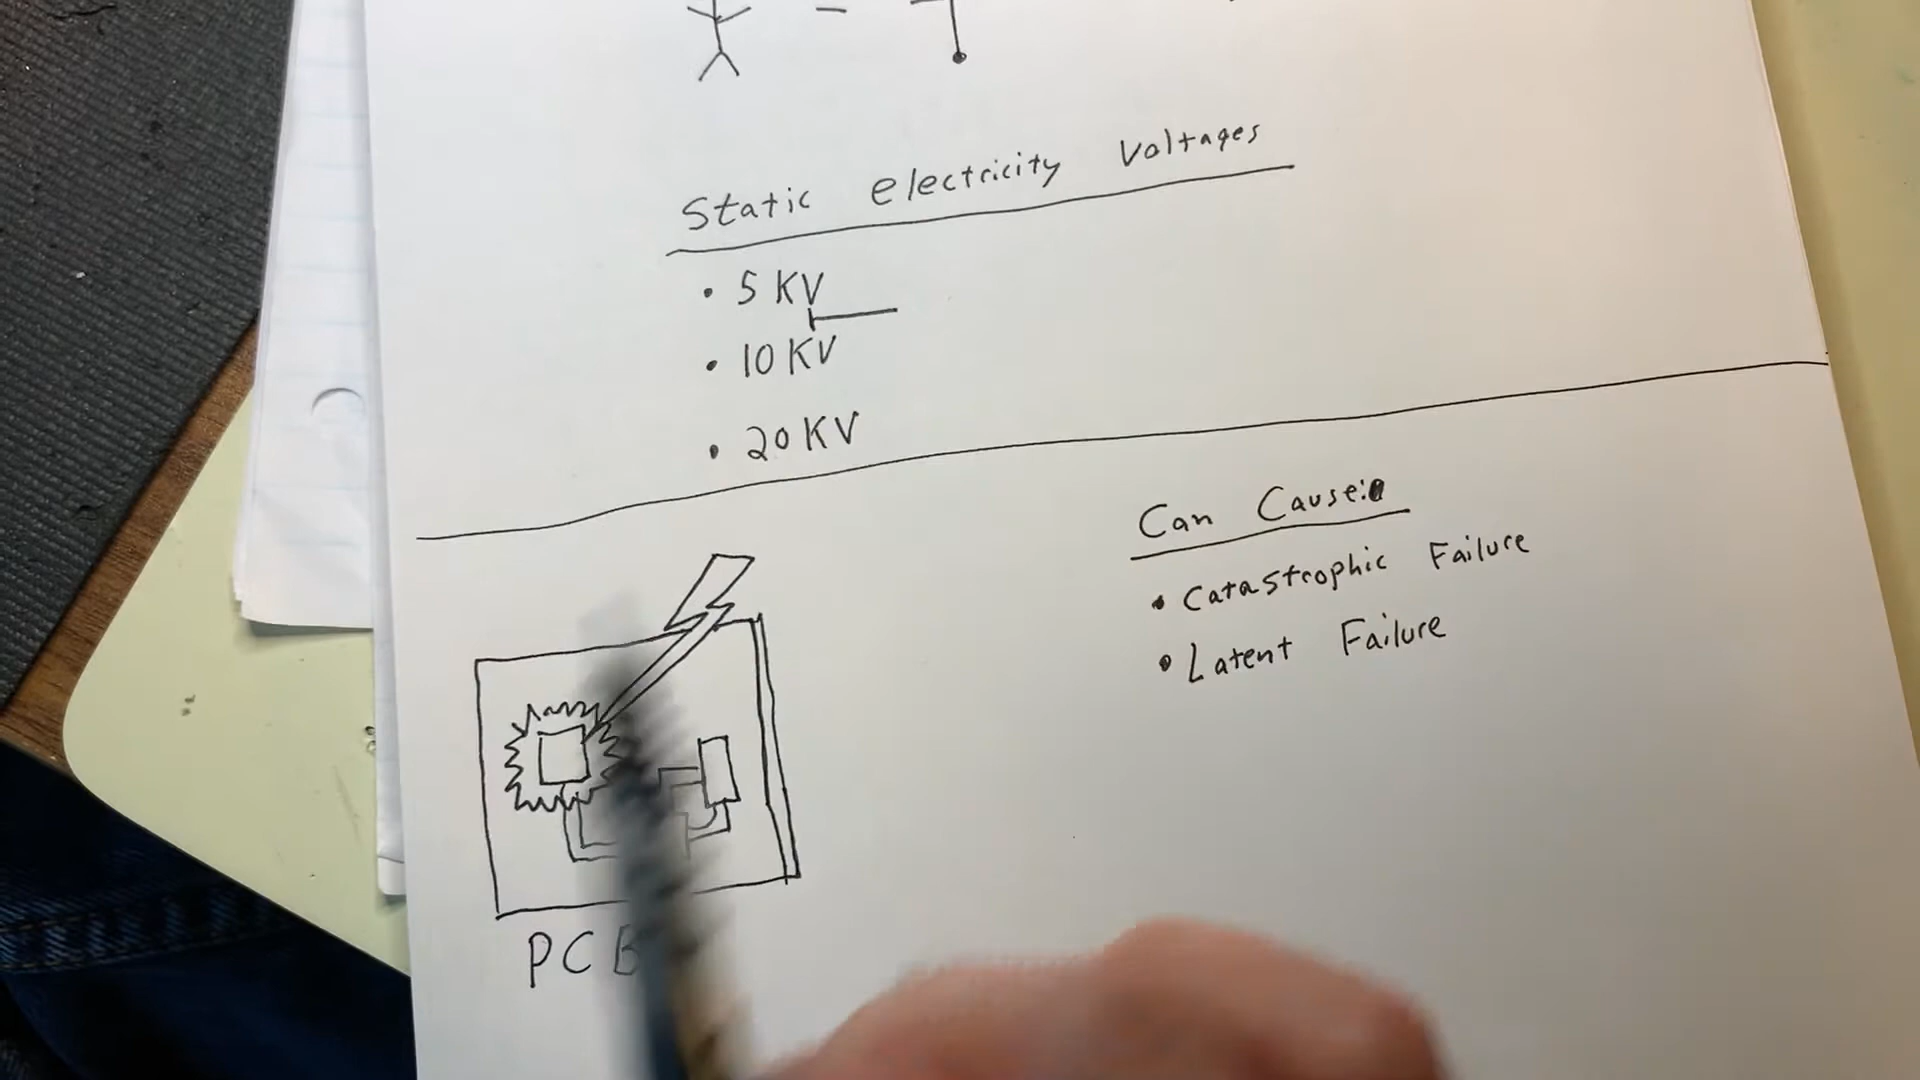 Static electricity Voltages
• 5 KV
• 10 KV
• 20 KV
Can Cause:
• Catastrophic Failure
• Latent Failure
PCB